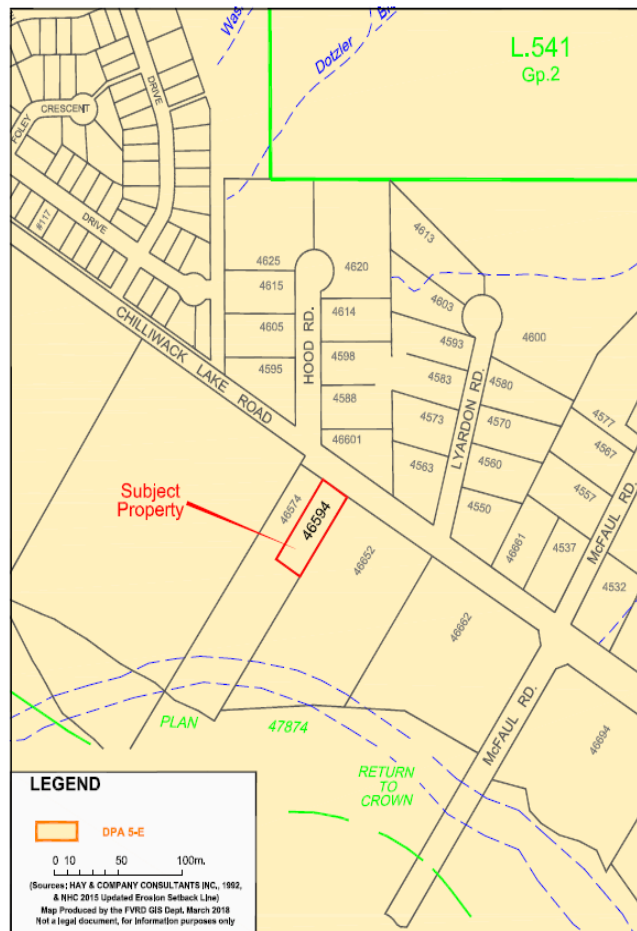 Was.
Dotzler
L.541
Gp.2
FOLEY
CRESCENT
DRIVE
DRIVE
#117
CHILLIWACK LAKE ROAD
HOOD RD.
LYARDON RD.
McFAUL RD.
4625
4615
4605
4595
4620
4614
4598
4588
46601
4613
4603
4593
4583
4573
4563
4600
4580
4570
4560
4550
4577
4567
4557
4537
4532
46661
Subject
Property
46574
46594
46652
46662
46694
McFAUL RD.
PLAN
47874
RETURN
TO
CROWN
LEGEND
DPA 5-E
0 10 50 100m.
(Sources: HAY & COMPANY CONSULTANTS INC., 1992,
& NHC 2015 Updated Erosion Setback Line)
Map Produced by the FVRD GIS Dept. March 2018
Not a legal document, for information purposes only